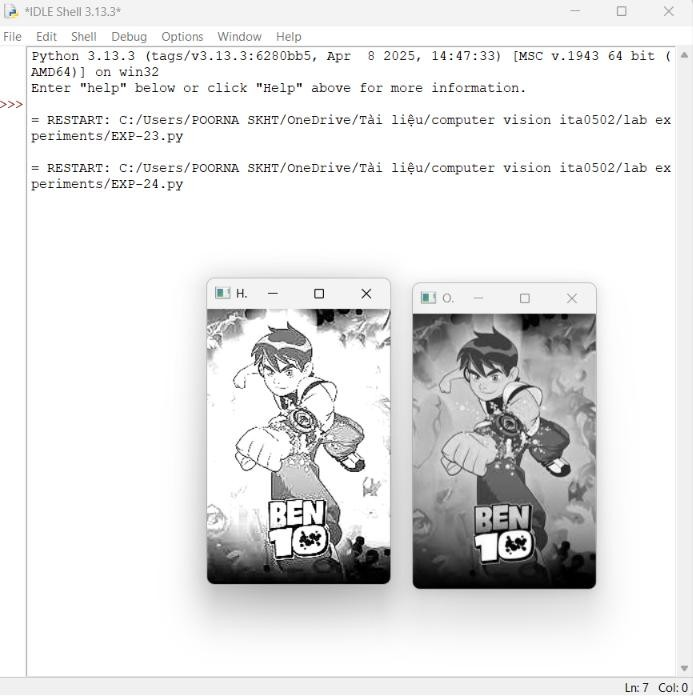 *IDLE Shell 3.13.3*
File Edit Shell Debug Options Window Help
Python 3.13.3 (tags/v3.13.3:6280bb5, Apr  8 2025, 14:47:33) [MSC v.1943 64 bit (
AMD64)] on win32
Enter "help" below or click "Help" above for more information.
>>>
= RESTART: C:/Users/POORNA SKHT/OneDrive/Tài liệu/computer vision ita0502/lab ex
periments/EXP-23.py
= RESTART: C:/Users/POORNA SKHT/OneDrive/Tài liệu/computer vision ita0502/lab ex
periments/EXP-24.py
H.
BEN
10
O.
BEN
10
Ln: 7 Col: 0